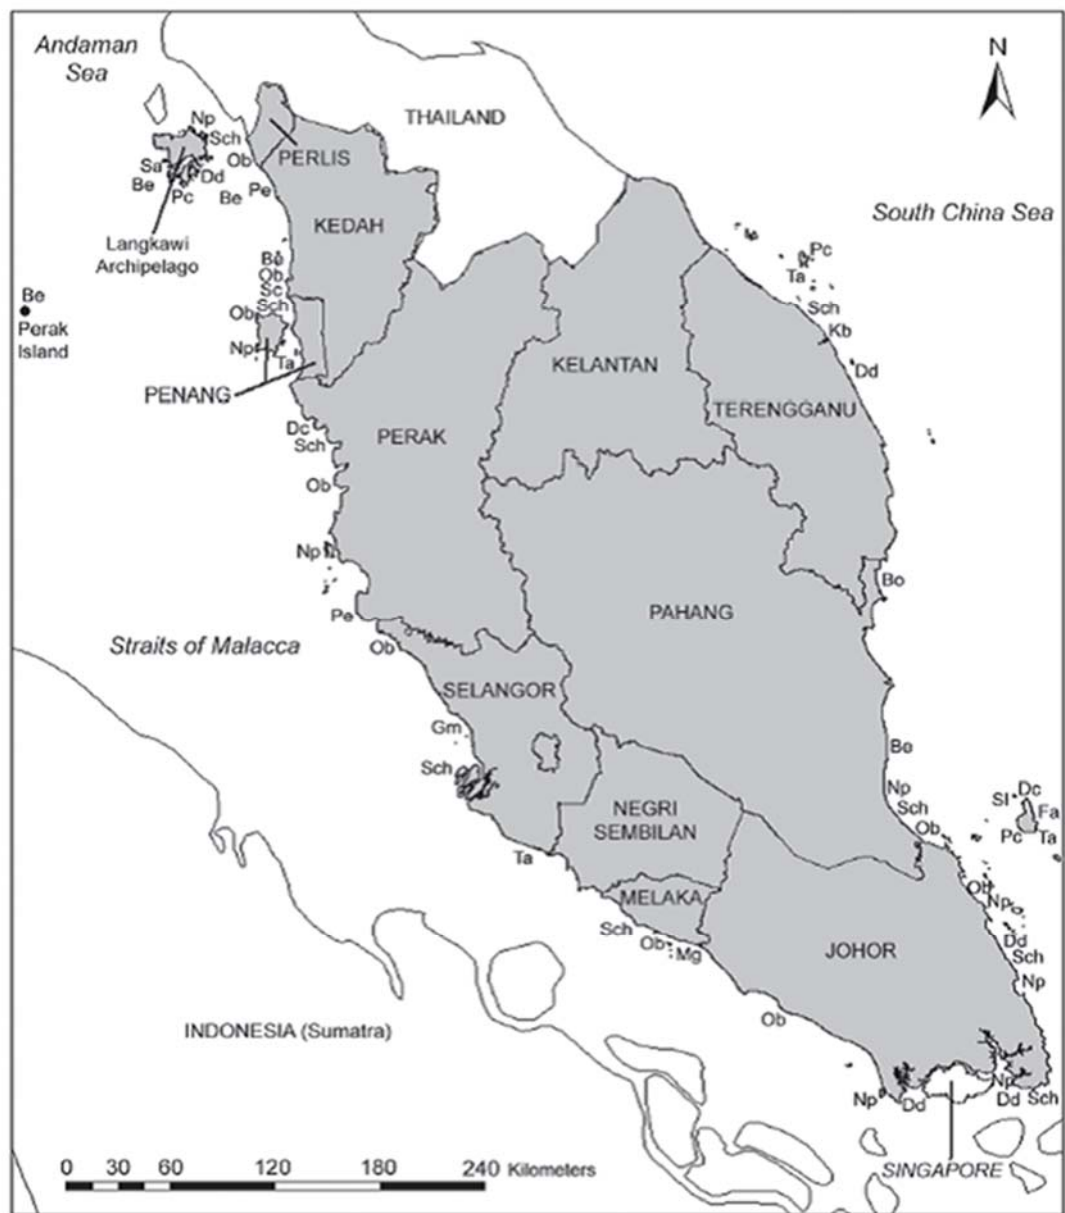 Andaman
Sea
N
THAILAND
Np
Sch
Ob
PERLIS
Sa
Be
Dd
Pc
Be
Pe
South China Sea
KEDAH
Langkawi
Archipelago
Pc
Ta
Be
Ob
Sc
Sch
Be
Perak
Island
Ob
Sch
Kb
Np
Ta
KELANTAN
Dd
PENANG
TERENGGANU
Dc
Sch
PERAK
Ob
Np
Bo
Pe
PAHANG
Straits of Malacca
Ob
SELANGOR
Gm
Be
Sch
Np
Sch
Ob
SI
Dc
Fa
Pc
Ta
NEGRI
SEMBILAN
Ta
MELAKA
Ob
Np
Sch
Ob
Mg
JOHOR
Dd
Sch
Np
INDONESIA (Sumatra)
Ob
Np
Dd
Np
Dd
Sch
SINGAPORE
0 30 60 120 180 240 Kilometers